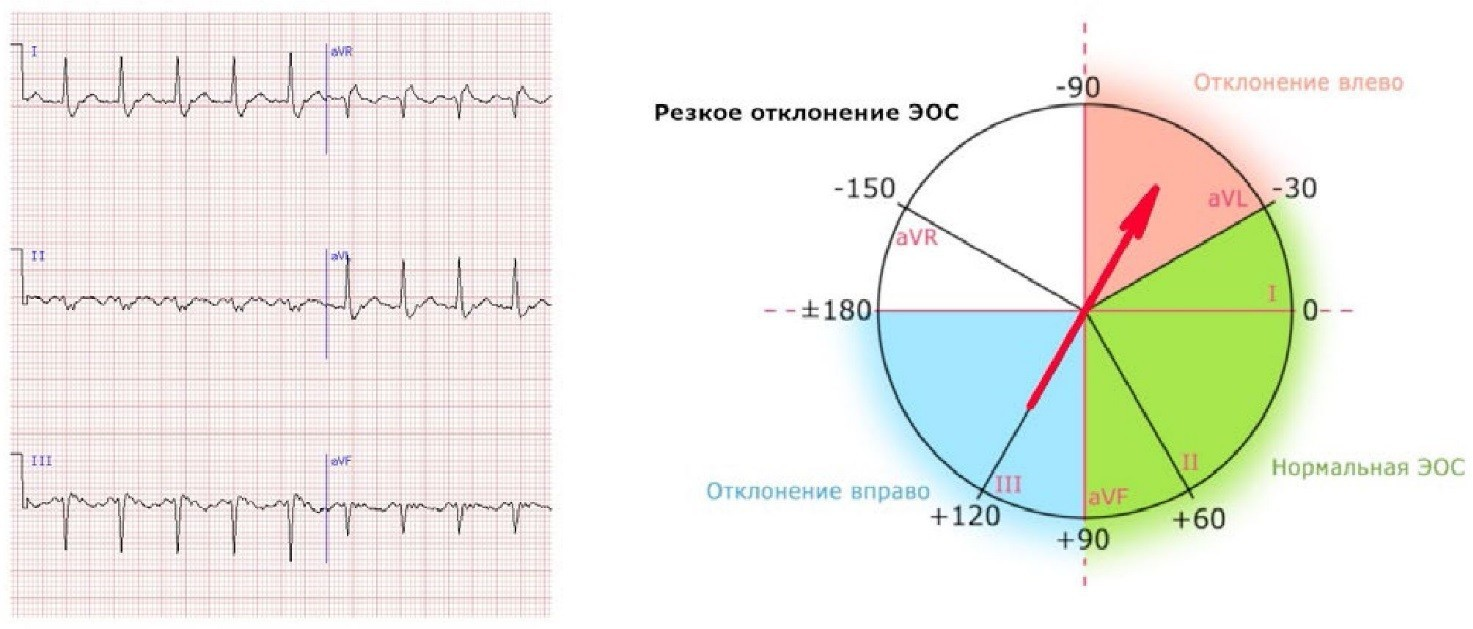 I
aVR
II
aVL
III
aVF
Отклонение влево
-90
Резкое отклонение ЭОС
-150
-30
aVL
aVR
I
±180
0
II
Нормальная ЭОС
Отклонение вправо
III
aVF
+120
+60
+90